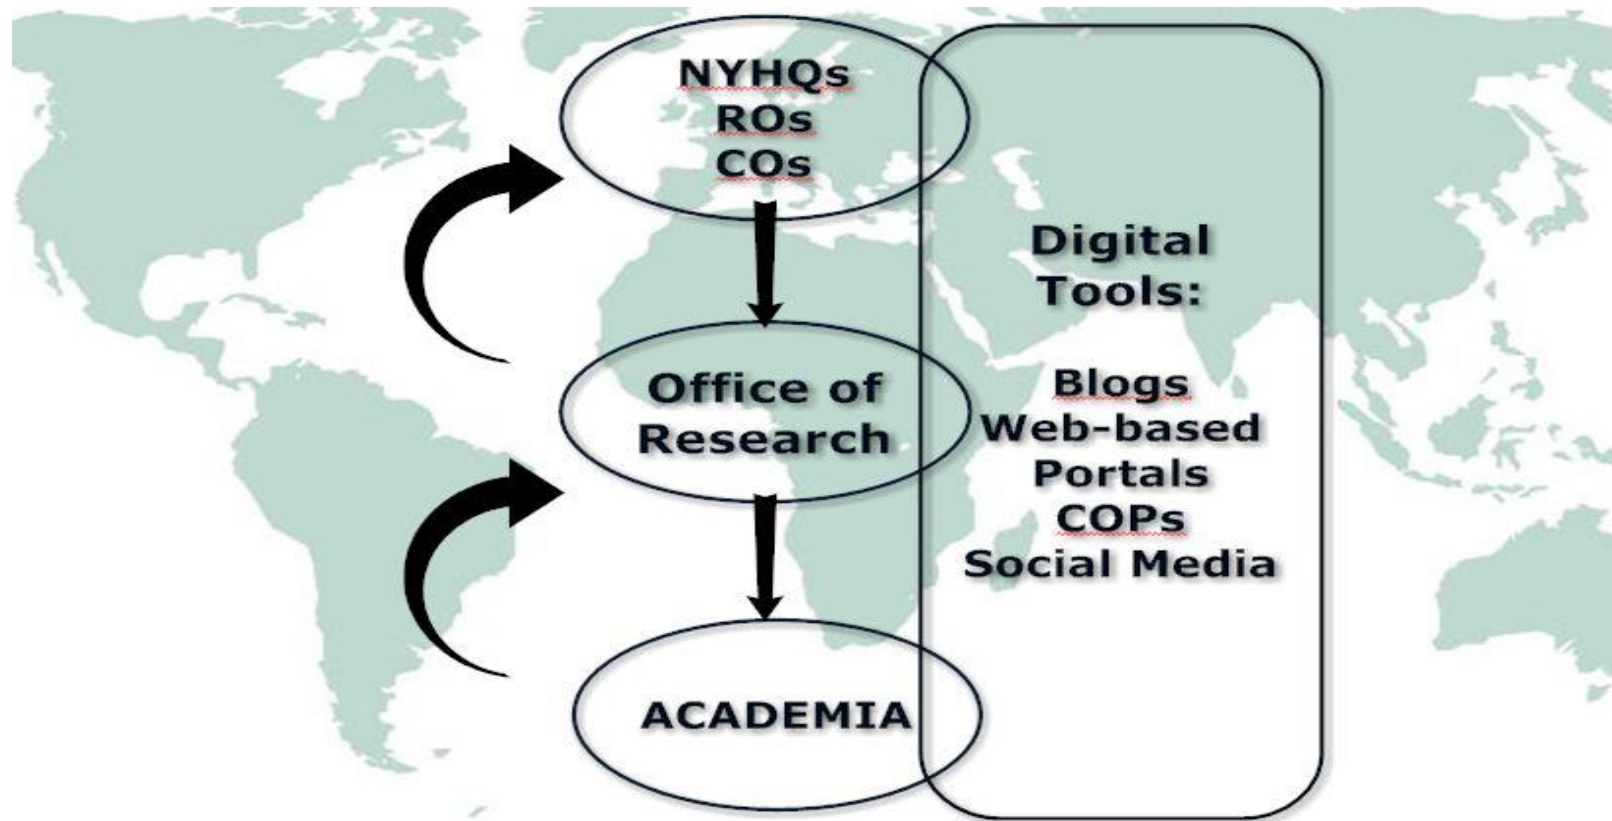 NYHQs
ROs
COs
Office of
Research
ACADEMIA
Digital
Tools:
Blogs
Web-based
Portals
COPs
Social Media